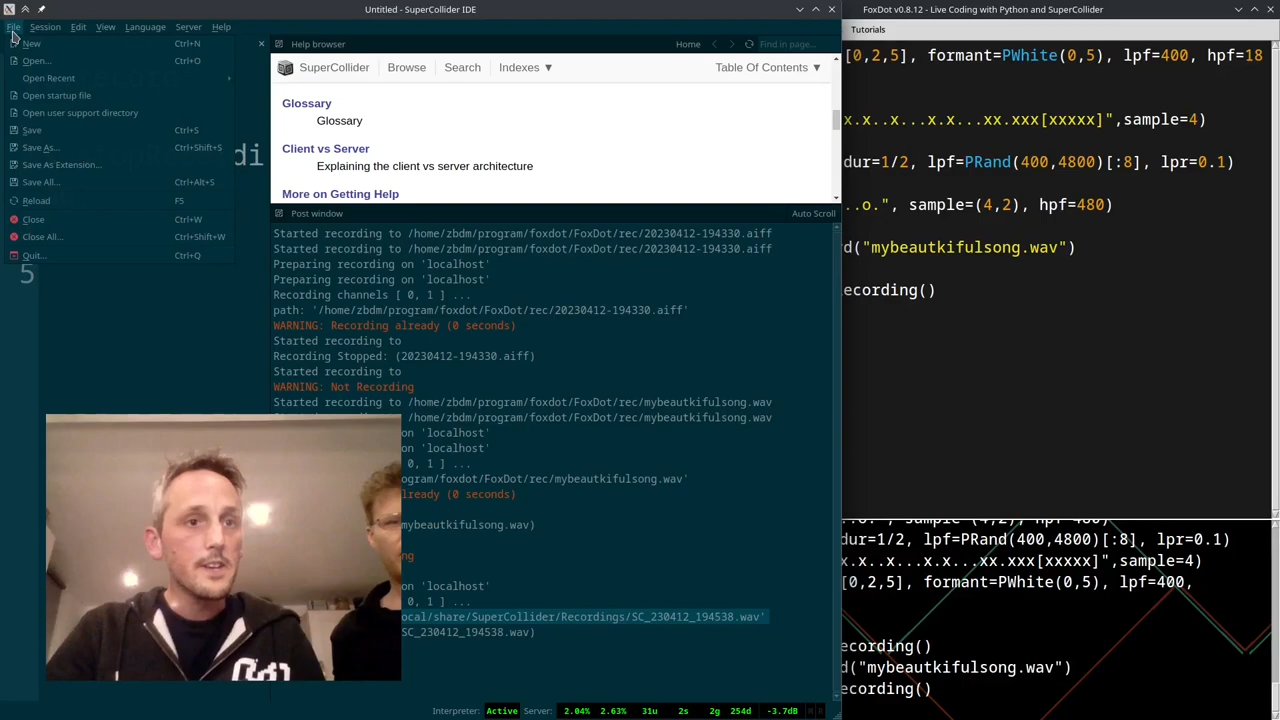 Untitled - SuperCollider IDE
File Session Edit View Language Server Help
New Ctrl+N
Open... Ctrl+O
Open Recent
Open startup file
Open user support directory
Save Ctrl+S
Save As... Ctrl+Shift+S
Save As Extension...
Save All... Ctrl+Alt+S
Reload F5
Close Ctrl+W
Close All... Ctrl+Shift+W
Quit... Ctrl+Q
5
Help browser Home Find in page...
SuperCollider Browse Search Indexes ▼ Table Of Contents ▼
Glossary
Glossary
Client vs Server
Explaining the client vs server architecture
More on Getting Help
Post window Auto Scroll
Started recording to /home/zbdm/program/foxdot/FoxDot/rec/20230412-194330.aiff
Started recording to /home/zbdm/program/foxdot/FoxDot/rec/20230412-194330.aiff
Preparing recording on 'localhost'
Preparing recording on 'localhost'
Recording channels [ 0, 1 ] ...
path: '/home/zbdm/program/foxdot/FoxDot/rec/20230412-194330.aiff'
WARNING: Recording already (0 seconds)
Started recording to
Recording Stopped: (20230412-194330.aiff)
Started recording to
WARNING: Not Recording
Started recording to /home/zbdm/program/foxdot/FoxDot/rec/mybeautkifulsong.wav
/home/zbdm/program/foxdot/FoxDot/rec/mybeautkifulsong.wav
on 'localhost'
on 'localhost'
0, 1 ] ...
ogram/foxdot/FoxDot/rec/mybeautkifulsong.wav'
lready (0 seconds)
mybeautkifulsong.wav)
ng
on 'localhost'
0, 1 ] ...
ocal/share/SuperCollider/Recordings/SC_230412_194538.wav'
SC_230412_194538.wav)
Interpreter: Active Server: 2.04% 2.63% 31u 2s 2g 254d -3.7dB
FoxDot v0.8.12 - Live Coding with Python and SuperCollider
Tutorials
[0,2,5], formant=PWhite(0,5), lpf=400, hpf=18
x.x..x...x.x...xx.xxx[xxxxx]",sample=4)
dur=1/2, lpf=PRand(400,4800)[:8], lpr=0.1)
..o.", sample=(4,2), hpf=480)
rd("mybeautkifulsong.wav")
ecording()
..o.", sample=(4,2), hpf=480)
dur=1/2, lpf=PRand(400,4800)[:8], lpr=0.1)
x.x..x...x.x...xx.xxx[xxxxx]",sample=4)
[0,2,5], formant=PWhite(0,5), lpf=400,
ecording()
d("mybeautkifulsong.wav")
ecording()